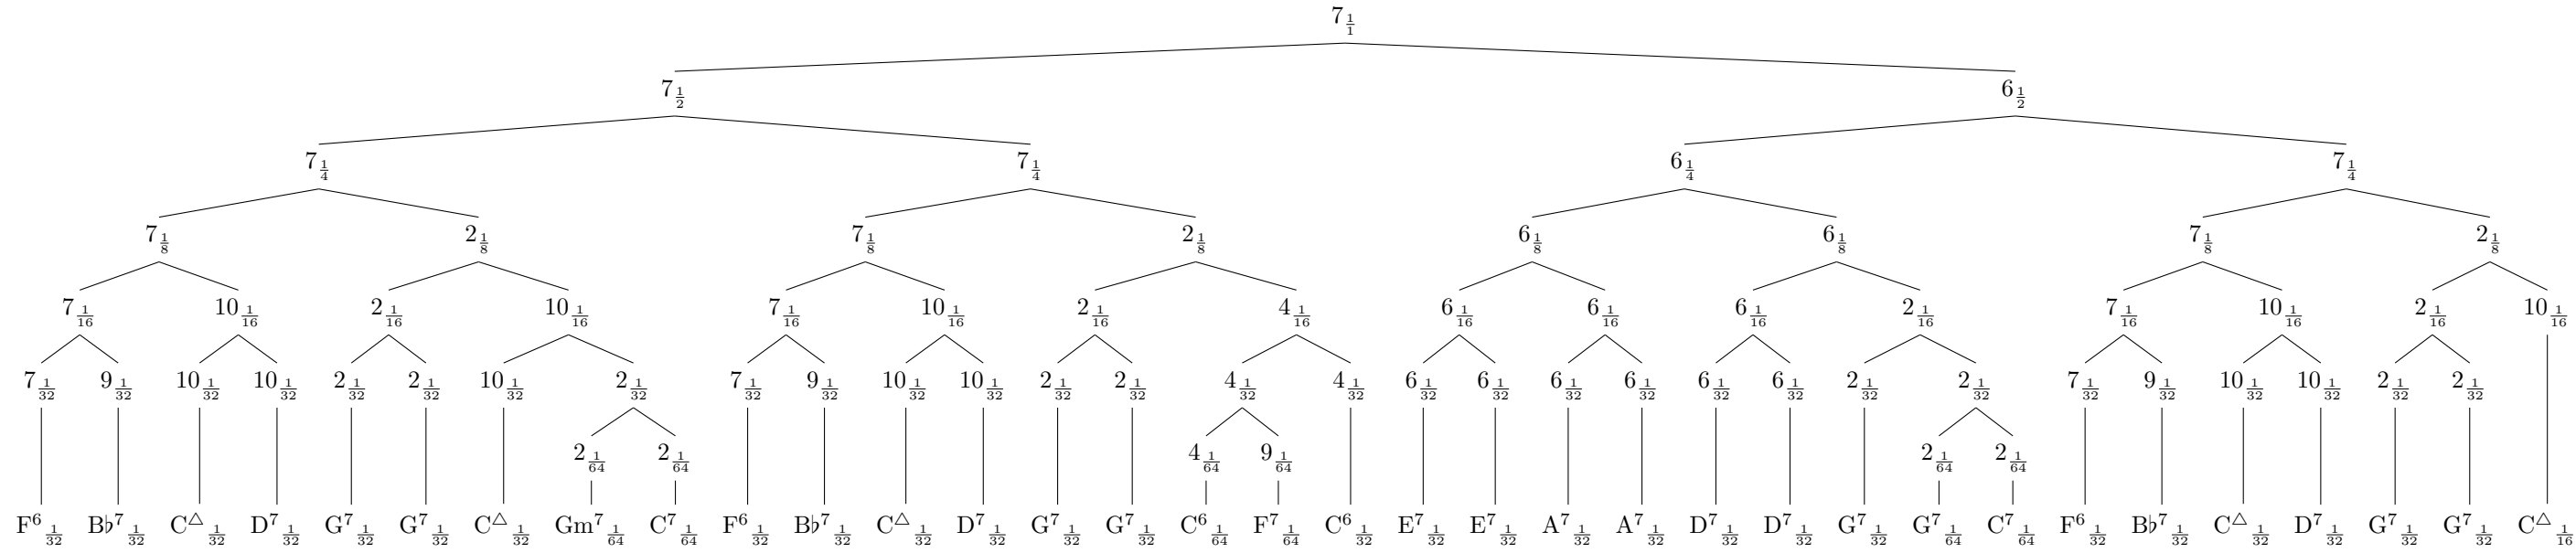 7 1/1
7 1/2 6 1/2
7 1/4 7 1/4 6 1/4 7 1/4
7 1/8 2 1/8 7 1/8 2 1/8 6 1/8 6 1/8 7 1/8 2 1/8
7 1/16 10 1/16 2 1/16 10 1/16 7 1/16 10 1/16 2 1/16 4 1/16 6 1/16 6 1/16 6 1/16 2 1/16 7 1/16 10 1/16 2 1/16 10 1/16
7 1/32 9 1/32 10 1/32 10 1/32 2 1/32 2 1/32 10 1/32 2 1/32 7 1/32 9 1/32 10 1/32 10 1/32 2 1/32 2 1/32 4 1/32 4 1/32 6 1/32 6 1/32 6 1/32 6 1/32 6 1/32 6 1/32 2 1/32 2 1/32 7 1/32 9 1/32 10 1/32 10 1/32 2 1/32 2 1/32
2 1/64 2 1/64 4 1/64 9 1/64 2 1/64 2 1/64
F⁶ 1/32 B♭⁷ 1/32 C△ 1/32 D⁷ 1/32 G⁷ 1/32 G⁷ 1/32 C△ 1/32 Gm⁷ 1/64 C⁷ 1/64 F⁶ 1/32 B♭⁷ 1/32 C△ 1/32 D⁷ 1/32 G⁷ 1/32 G⁷ 1/32 C⁶ 1/64 F⁷ 1/64 C⁶ 1/32 E⁷ 1/32 E⁷ 1/32 A⁷ 1/32 A⁷ 1/32 D⁷ 1/32 D⁷ 1/32 G⁷ 1/32 G⁷ 1/64 C⁷ 1/64 F⁶ 1/32 B♭⁷ 1/32 C△ 1/32 D⁷ 1/32 G⁷ 1/32 G⁷ 1/32 C△ 1/16